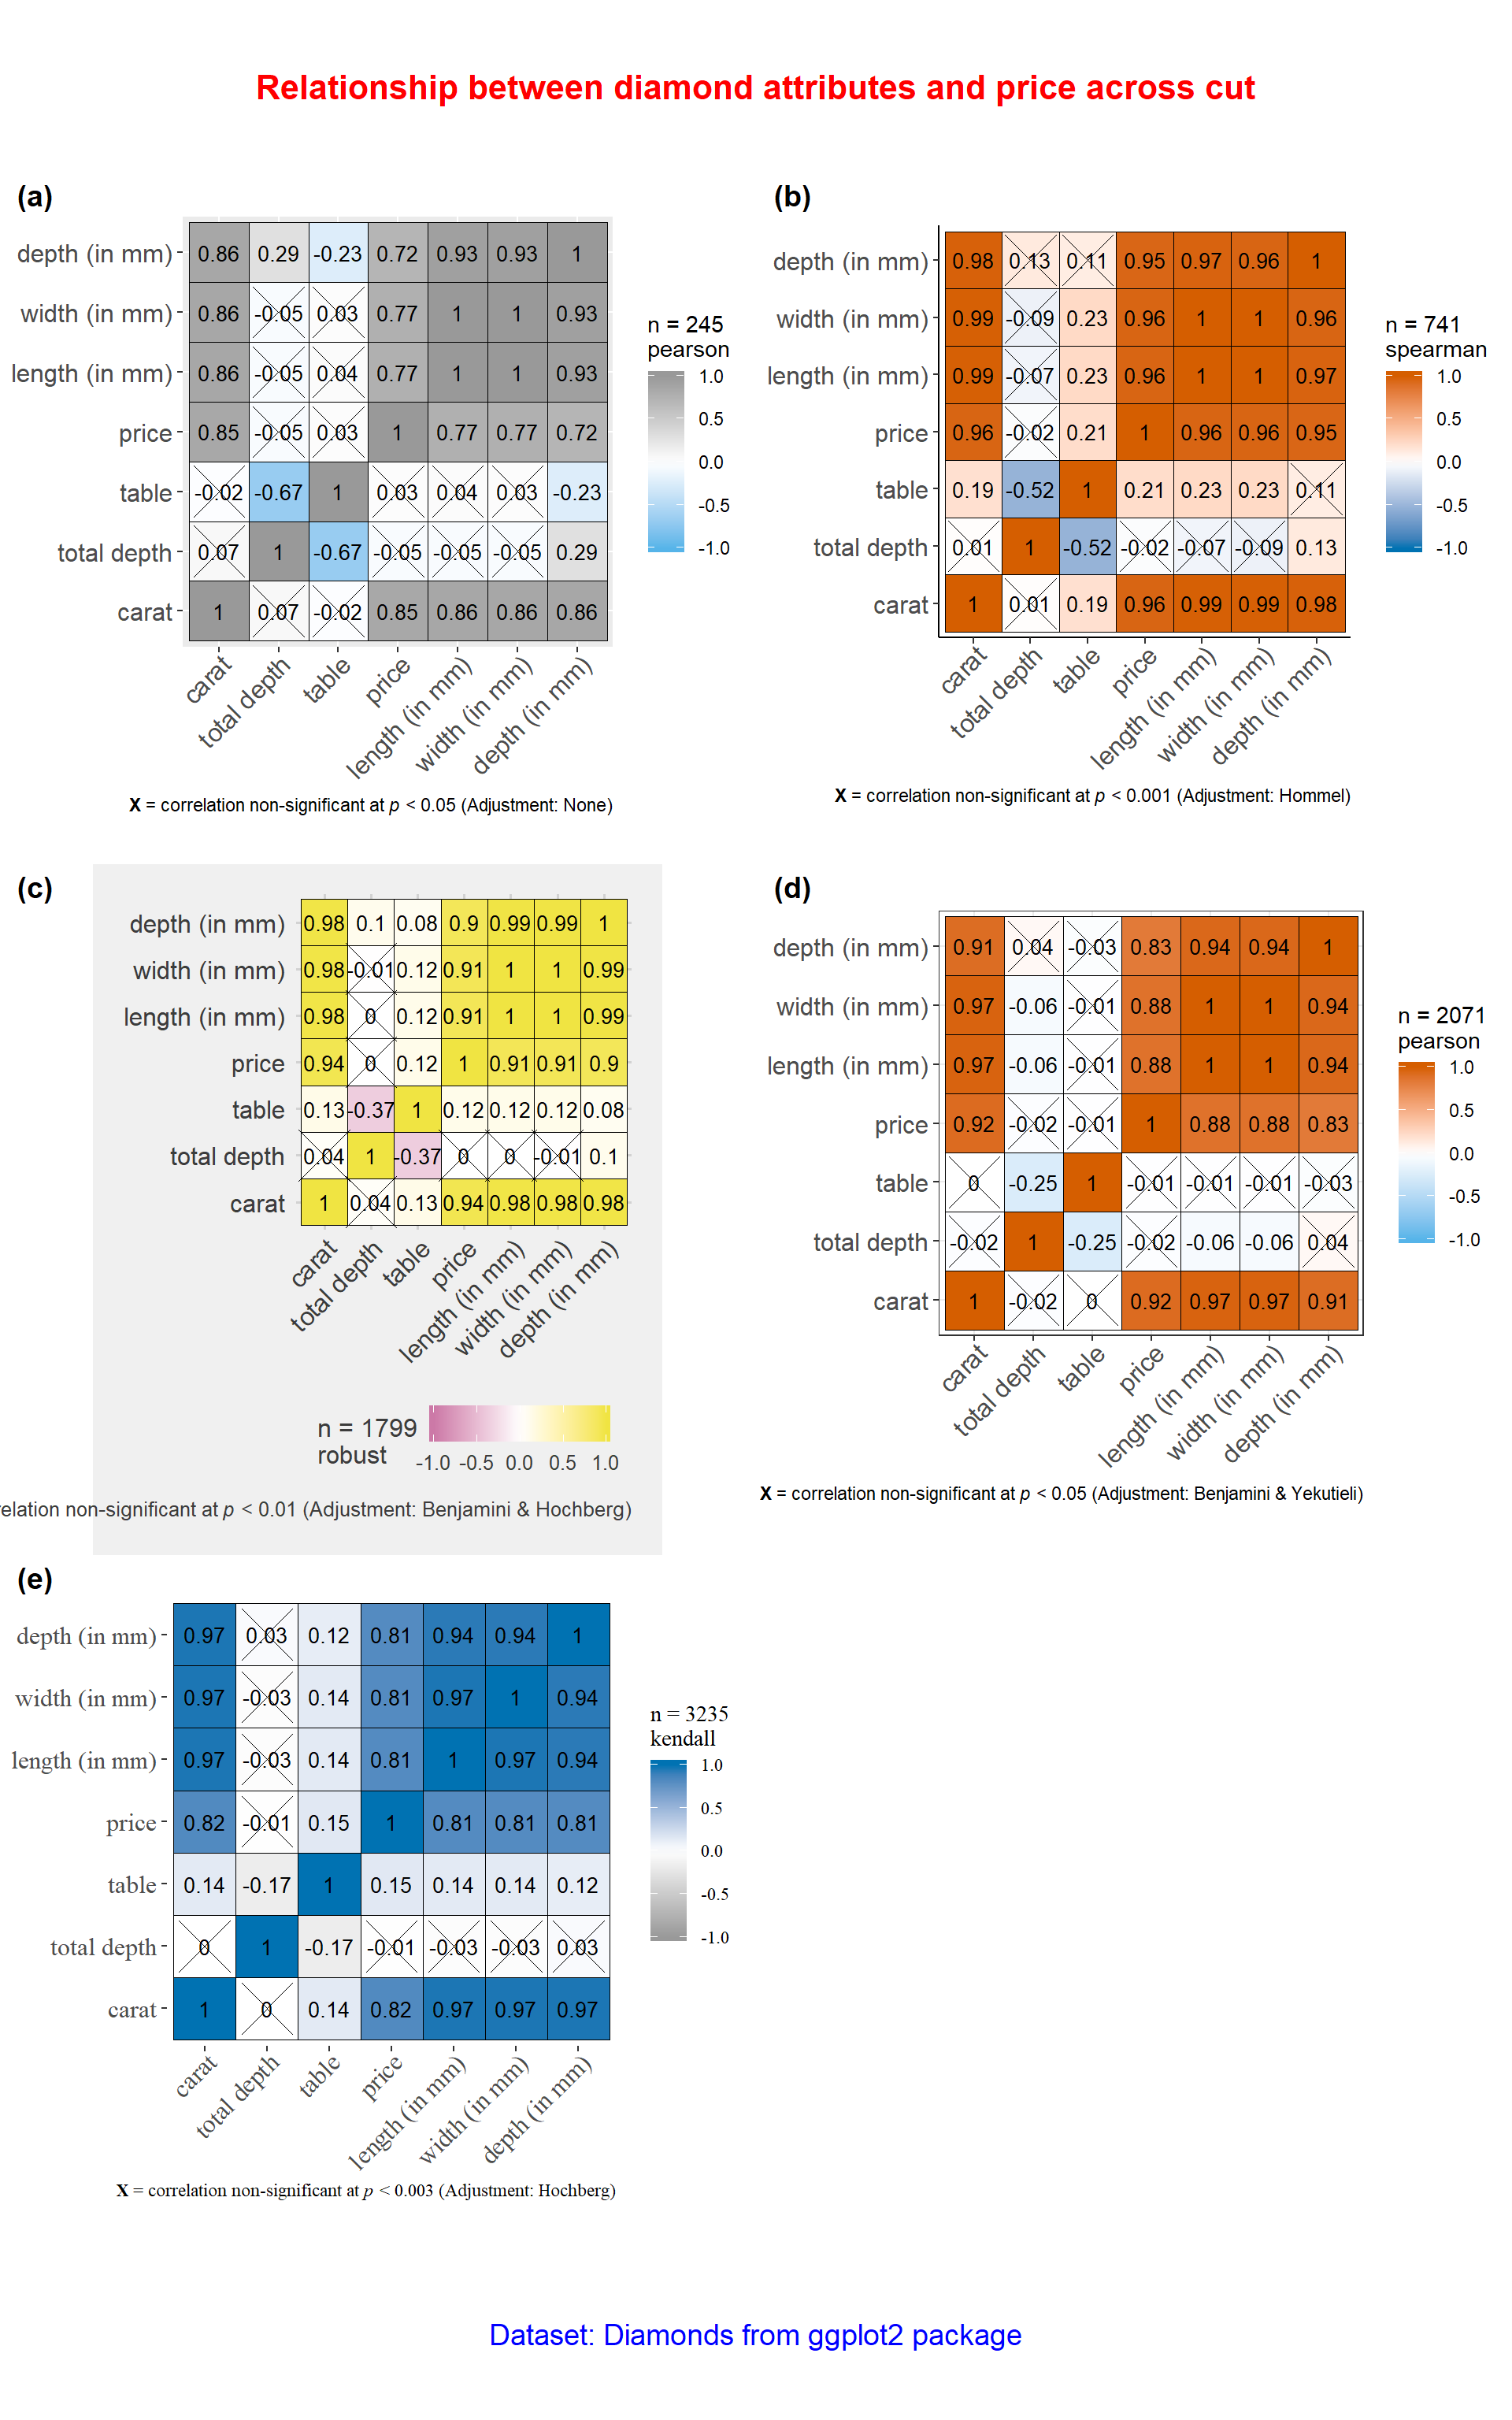 Relationship between diamond attributes and price across cut
(a)
depth (in mm) 0.86 0.29 -0.23 0.72 0.93 0.93 1
width (in mm) 0.86 -0.05 0.03 0.77 1 1 0.93
length (in mm) 0.86 -0.05 0.04 0.77 1 1 0.93
price 0.85 -0.05 0.03 1 0.77 0.77 0.72
table -0.02 -0.67 1 0.03 0.04 0.03 -0.23
total depth 0.07 1 -0.67 -0.05 -0.05 -0.05 0.29
carat 1 0.07 -0.02 0.85 0.86 0.86 0.86
carat total depth table price length (in mm) width (in mm) depth (in mm)
n = 245
pearson
1.0
0.5
0.0
-0.5
-1.0
X = correlation non-significant at p < 0.05 (Adjustment: None)
(b)
depth (in mm) 0.98 0.13 0.11 0.95 0.97 0.96 1
width (in mm) 0.99 -0.09 0.23 0.96 1 1 0.96
length (in mm) 0.99 -0.07 0.23 0.96 1 1 0.97
price 0.96 -0.02 0.21 1 0.96 0.96 0.95
table 0.19 -0.52 1 0.21 0.23 0.23 0.11
total depth 0.01 1 -0.52 -0.02 -0.07 -0.09 0.13
carat 1 0.01 0.19 0.96 0.99 0.99 0.98
carat total depth table price length (in mm) width (in mm) depth (in mm)
n = 741
spearman
1.0
0.5
0.0
-0.5
-1.0
X = correlation non-significant at p < 0.001 (Adjustment: Hommel)
(c)
depth (in mm) 0.98 0.1 0.08 0.9 0.99 0.99 1
width (in mm) 0.98 -0.01 0.12 0.91 1 1 0.99
length (in mm) 0.98 0 0.12 0.91 1 1 0.99
price 0.94 0 0.12 1 0.91 0.91 0.9
table 0.13 -0.37 1 0.12 0.12 0.12 0.08
total depth 0.04 1 -0.37 0 0 -0.01 0.1
carat 1 0.04 0.13 0.94 0.98 0.98 0.98
carat total depth table price length (in mm) width (in mm) depth (in mm)
n = 1799
robust
-1.0 -0.5 0.0 0.5 1.0
relation non-significant at p < 0.01 (Adjustment: Benjamini & Hochberg)
(d)
depth (in mm) 0.91 0.04 -0.03 0.83 0.94 0.94 1
width (in mm) 0.97 -0.06 -0.01 0.88 1 1 0.94
length (in mm) 0.97 -0.06 -0.01 0.88 1 1 0.94
price 0.92 -0.02 -0.01 1 0.88 0.88 0.83
table 0 -0.25 1 -0.01 -0.01 -0.01 -0.03
total depth -0.02 1 -0.25 -0.02 -0.06 -0.06 0.04
carat 1 -0.02 0 0.92 0.97 0.97 0.91
carat total depth table price length (in mm) width (in mm) depth (in mm)
n = 2071
pearson
1.0
0.5
0.0
-0.5
-1.0
X = correlation non-significant at p < 0.05 (Adjustment: Benjamini & Yekutieli)
(e)
depth (in mm) 0.97 0.03 0.12 0.81 0.94 0.94 1
width (in mm) 0.97 -0.03 0.14 0.81 0.97 1 0.94
length (in mm) 0.97 -0.03 0.14 0.81 1 0.97 0.94
price 0.82 -0.01 0.15 1 0.81 0.81 0.81
table 0.14 -0.17 1 0.15 0.14 0.14 0.12
total depth 0 1 -0.17 -0.01 -0.03 -0.03 0.03
carat 1 0 0.14 0.82 0.97 0.97 0.97
carat total depth table price length (in mm) width (in mm) depth (in mm)
n = 3235
kendall
1.0
0.5
0.0
-0.5
-1.0
X = correlation non-significant at p < 0.003 (Adjustment: Hochberg)
Dataset: Diamonds from ggplot2 package